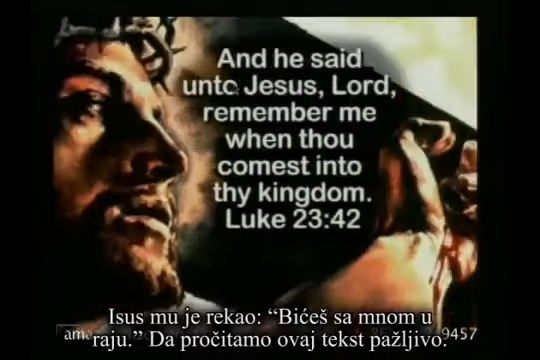 And he said
unto Jesus, Lord,
remember me
when thou
comest into
thy kingdom.
Luke 23:42
Isus mu je rekao: “Bićeš sa mnom u
raju.” Da pročitamo ovaj tekst pažljivo.
ama
9457